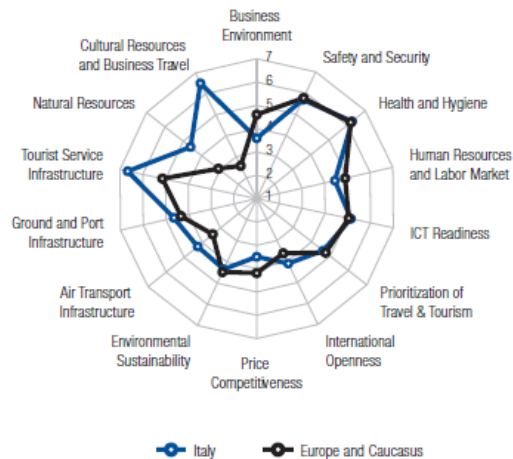 Business
Environment
Cultural Resources
and Business Travel
Safety and Security
Natural Resources
Health and Hygiene
Tourist Service
Infrastructure
Human Resources
and Labor Market
Ground and Port
Infrastructure
ICT Readiness
Air Transport
Infrastructure
Prioritization of
Travel & Tourism
Environmental
Sustainability
International
Openness
Price
Competitiveness
7
6
5
4
3
2
1
Italy
Europe and Caucasus